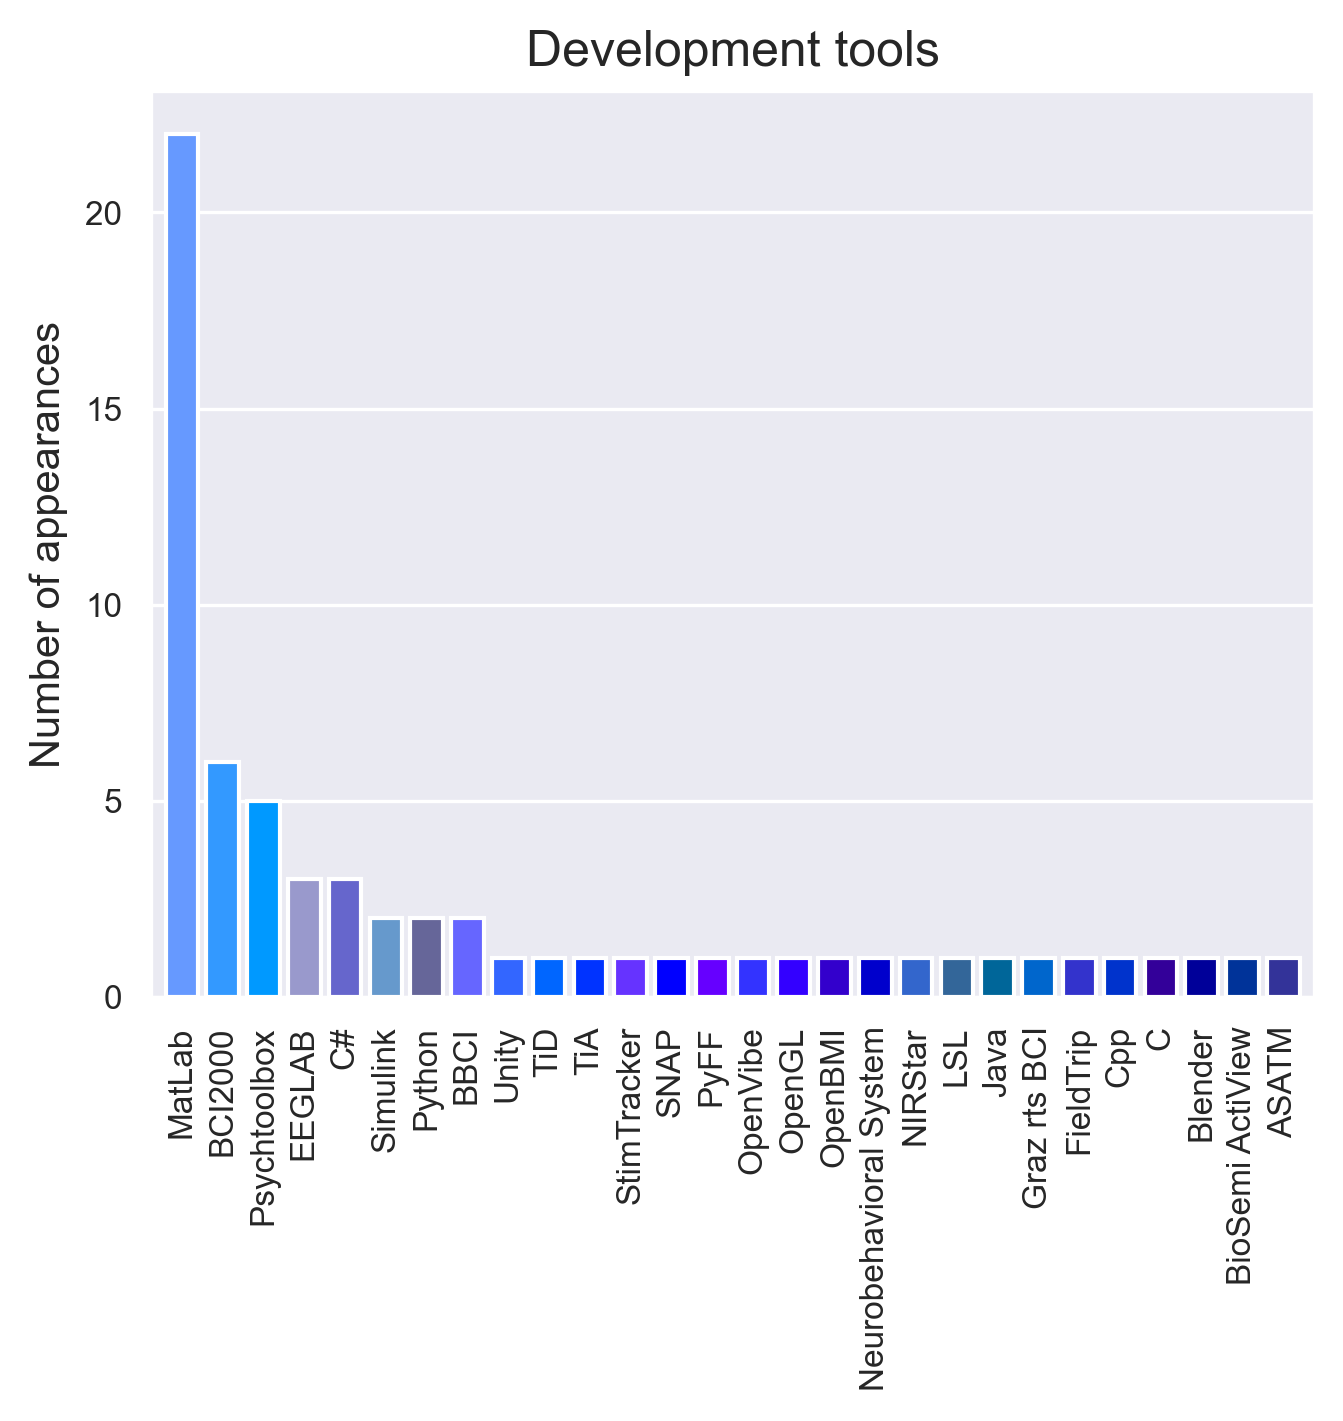 Development tools
Number of appearances
20
15
10
5
0
MatLab
BCI2000
Psychtoolbox
EEGLAB
C#
Simulink
Python
BBCI
Unity
TiD
TiA
StimTracker
SNAP
PyFF
OpenVibe
OpenGL
OpenBMI
Neurobehavioral System
NIRStar
LSL
Java
Graz rts BCI
FieldTrip
Cpp
C
Blender
BioSemi ActiView
ASATM